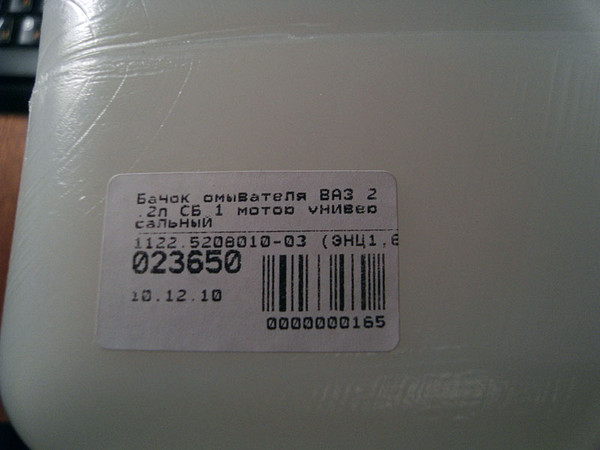 Бачок омывателя ВАЗ 2
.2л СБ 1 мотор универ
сальный
1122.5208010-03 (ЭНЦ1,6
023650
10.12.10
0000000165